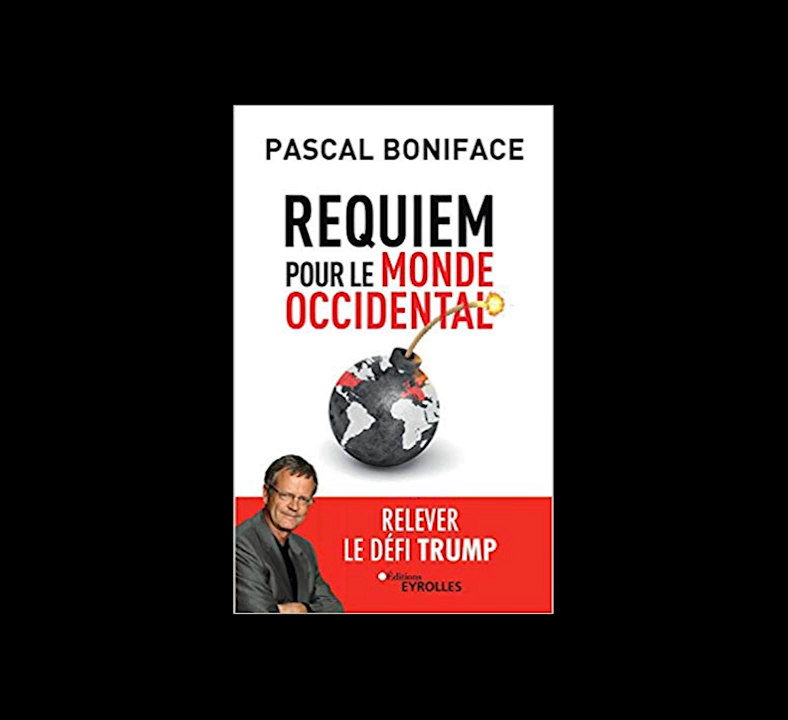 PASCAL BONIFACE
REQUIEM
POUR LE MONDE
OCCIDENTAL
RELEVER
LE DÉFI TRUMP
Éditions
EYROLLES